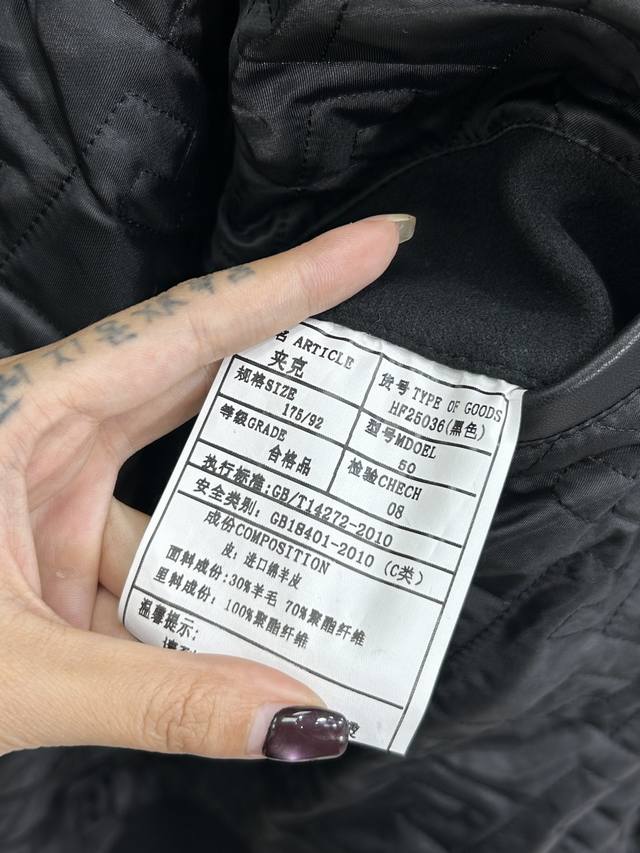 名 ARTICLE
夹克
货号 TYPE OF GOODS
HF25036(黑色)
规格SIZE
175/92
型号MDOEL
50
等级GRADE
合格品
检验CHECH
08
执行标准:GB/T14272-2010
安全类别: GB18401-2010 (C类)
成份COMPOSITION
皮: 进口绵羊皮
面料成份:30%羊毛 70%聚酯纤维
里料成份: 100%聚酯纤维
温馨提示: